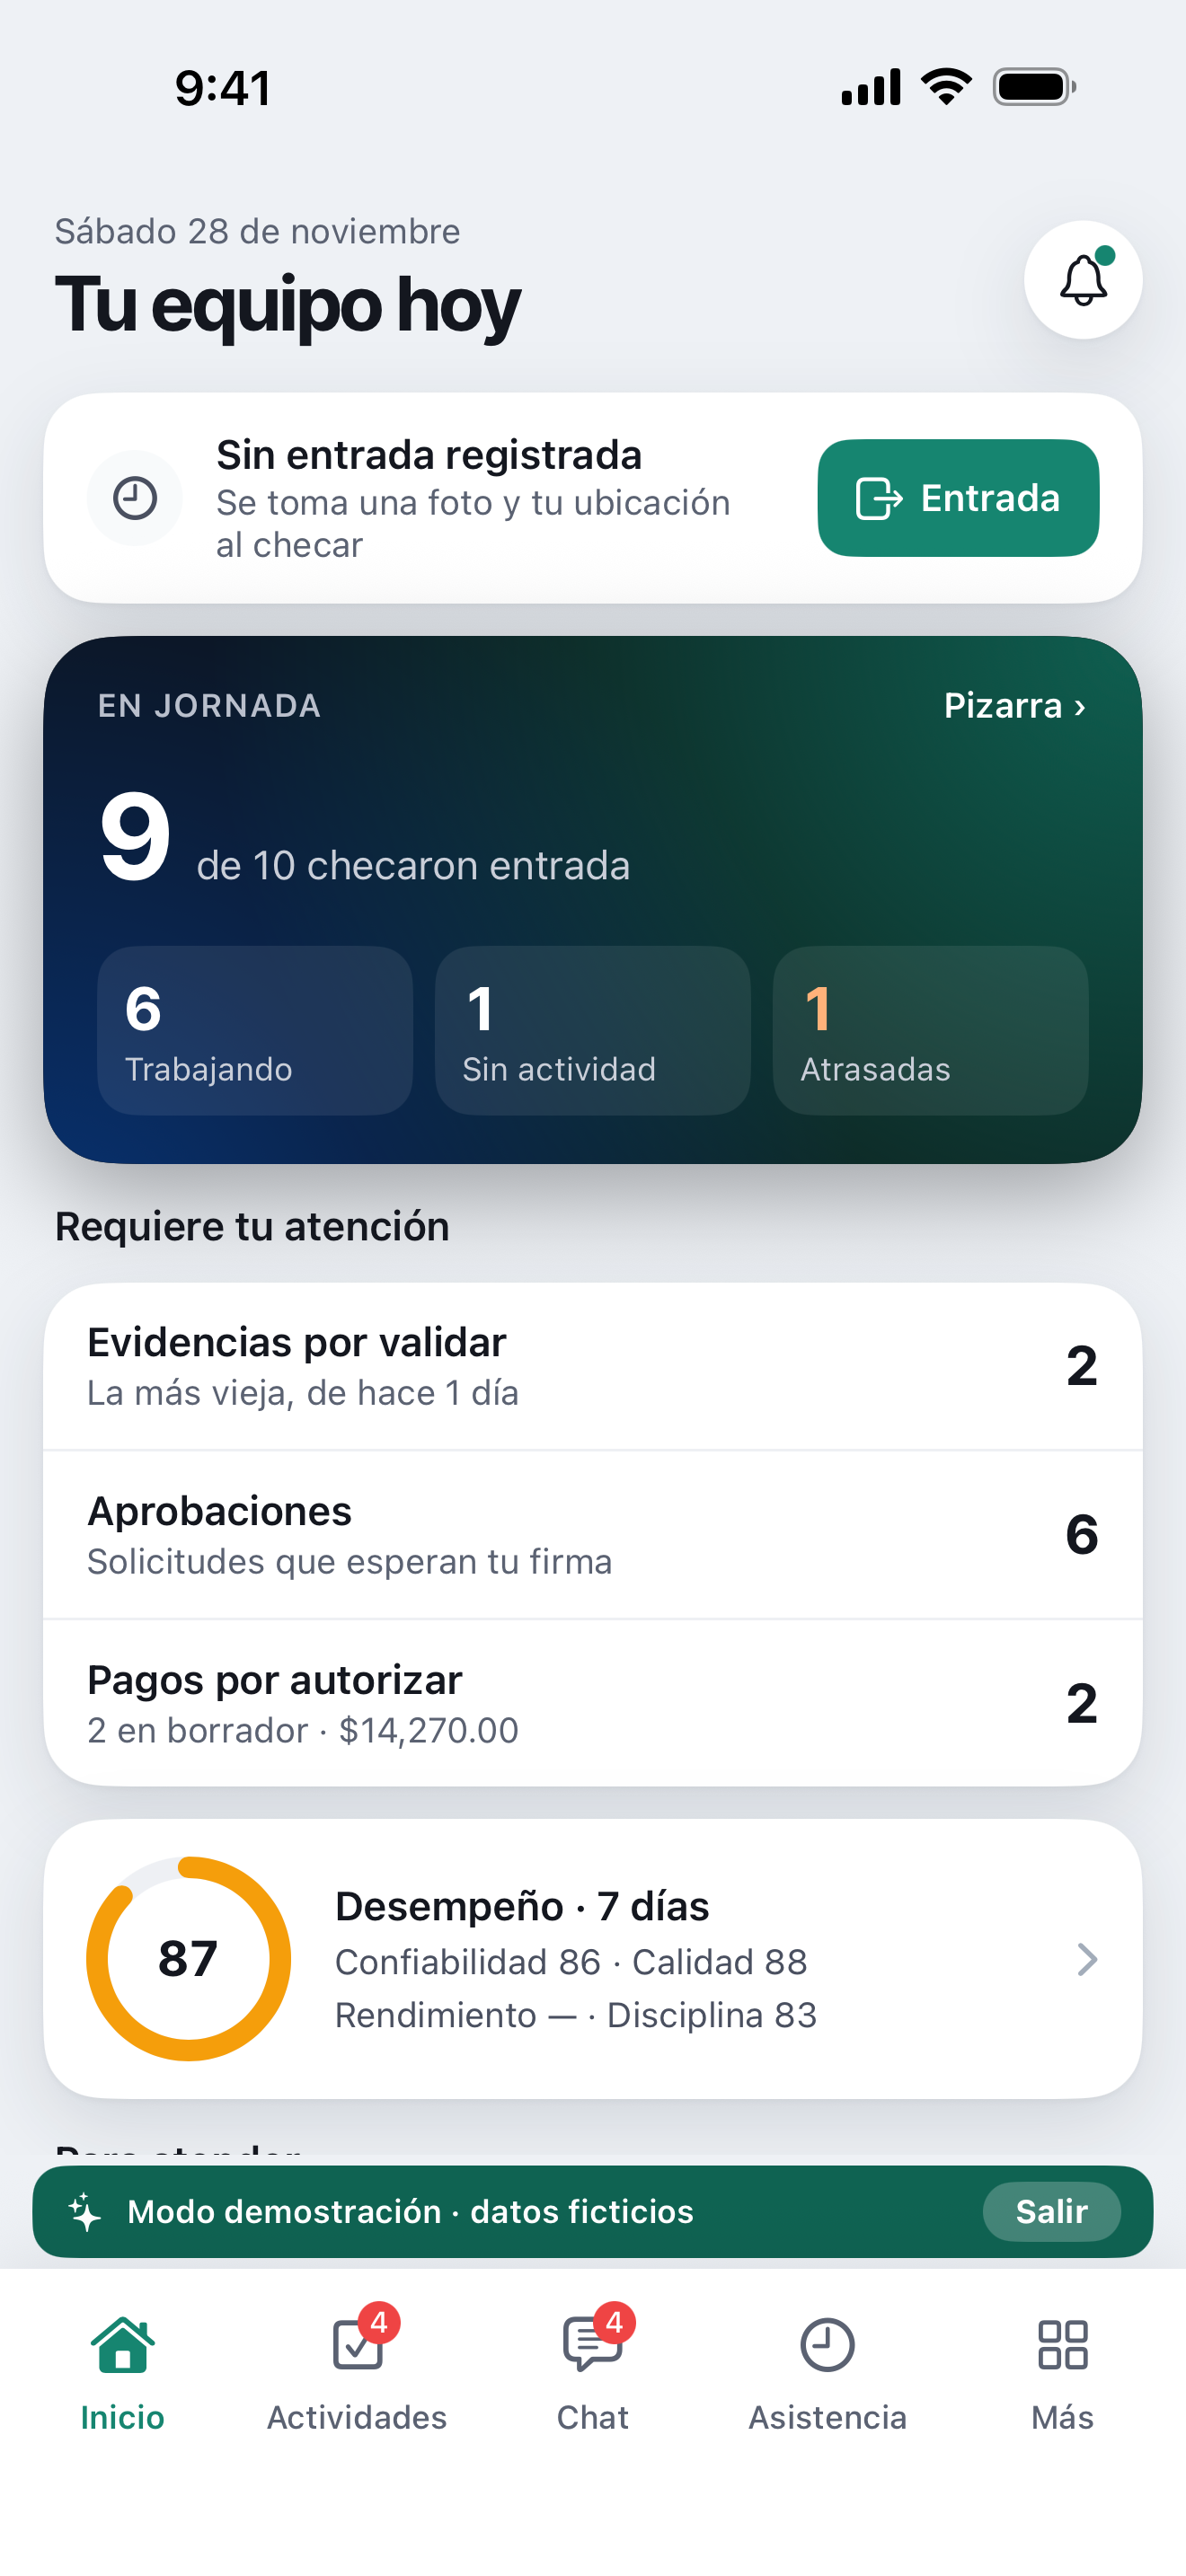 9:41
Sábado 28 de noviembre
Tu equipo hoy
Sin entrada registrada
Se toma una foto y tu ubicación
al checar
Entrada
EN JORNADA
Pizarra ›
9 de 10 checaron entrada
6
Trabajando
1
Sin actividad
1
Atrasadas
Requiere tu atención
Evidencias por validar
La más vieja, de hace 1 día
2
Aprobaciones
Solicitudes que esperan tu firma
6
Pagos por autorizar
2 en borrador · $14,270.00
2
87
Desempeño · 7 días
Confiabilidad 86 · Calidad 88
Rendimiento — · Disciplina 83
Modo demostración · datos ficticios
Salir
Inicio
4
Actividades
4
Chat
Asistencia
Más